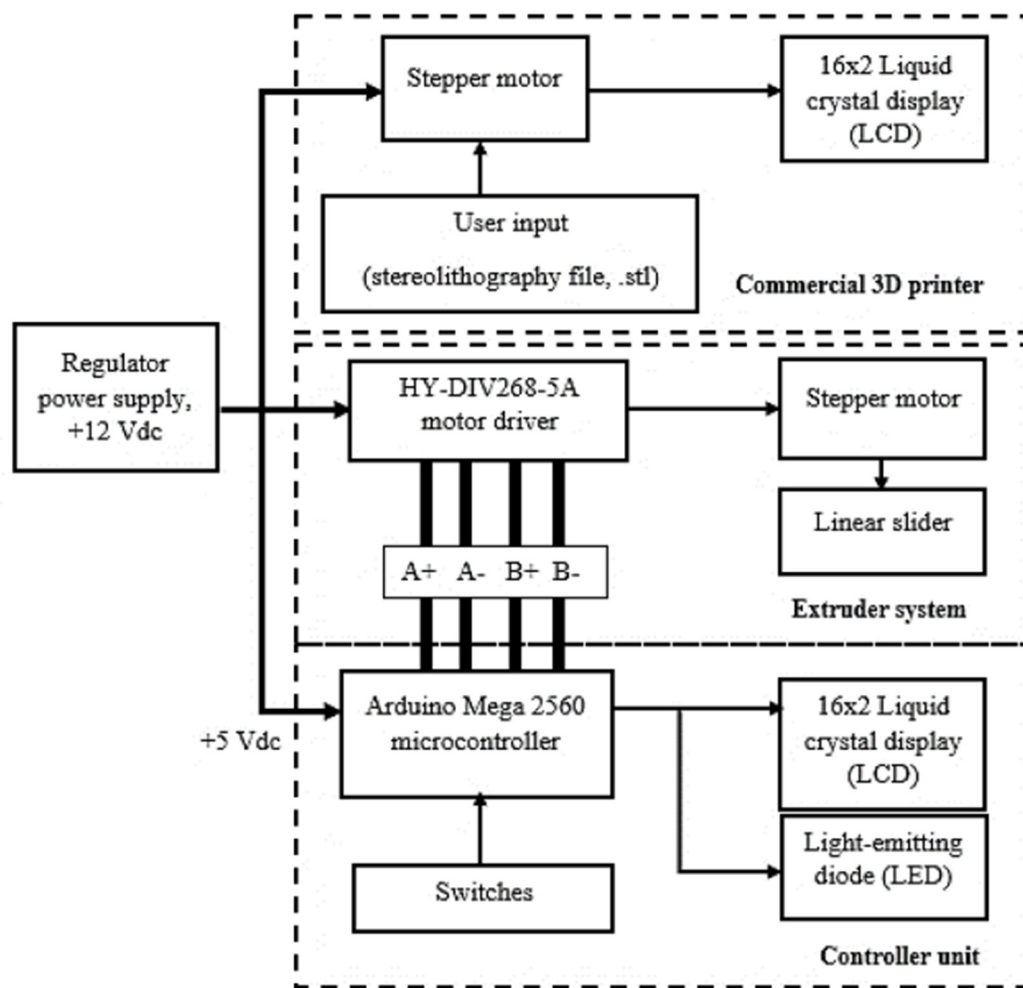 Stepper motor
16x2 Liquid
crystal display
(LCD)
User input
(stereolithography file, .stl)
Commercial 3D printer
Regulator
power supply,
+12 Vdc
HY-DIV268-5A
motor driver
Stepper motor
Linear slider
A+ A- B+ B-
Extruder system
Arduino Mega 2560
microcontroller
+5 Vdc
16x2 Liquid
crystal display
(LCD)
Light-emitting
diode (LED)
Switches
Controller unit